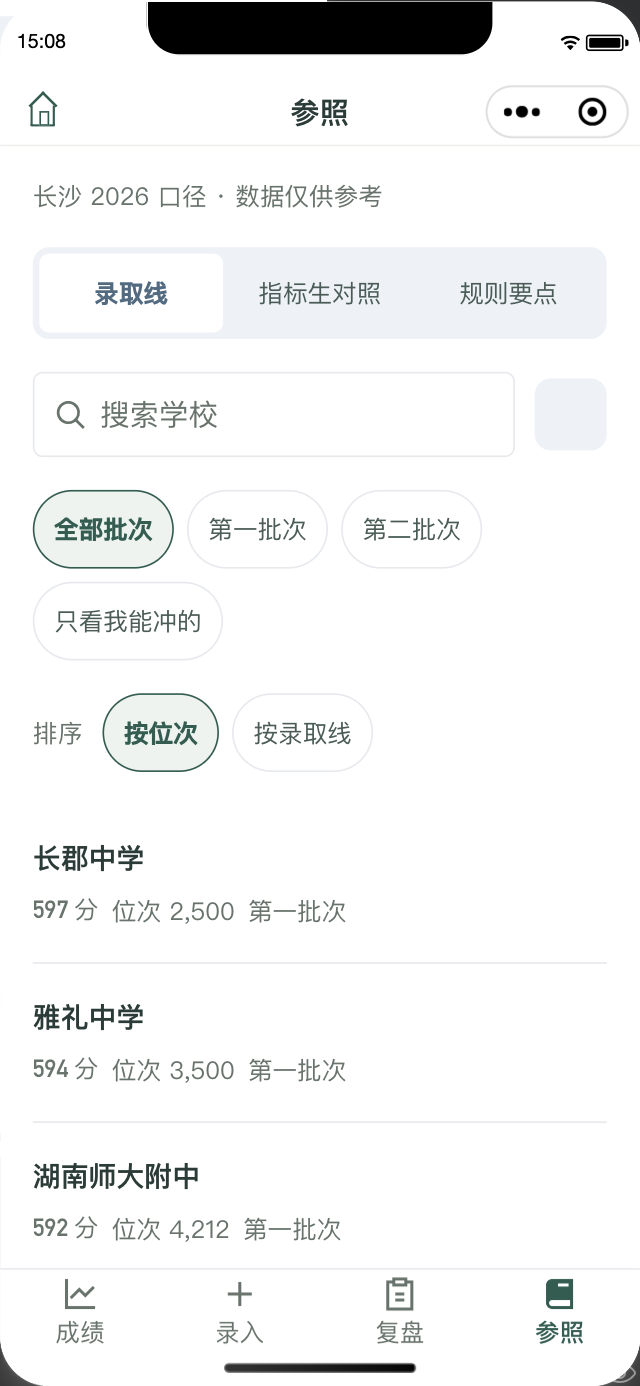 15:08
参照
长沙 2026 口径 · 数据仅供参考
录取线 指标生对照 规则要点
搜索学校
全部批次 第一批次 第二批次
只看我能冲的
排序 按位次 按录取线
长郡中学
597 分 位次 2,500 第一批次
雅礼中学
594 分 位次 3,500 第一批次
湖南师大附中
592 分 位次 4,212 第一批次
成绩 录入 复盘 参照